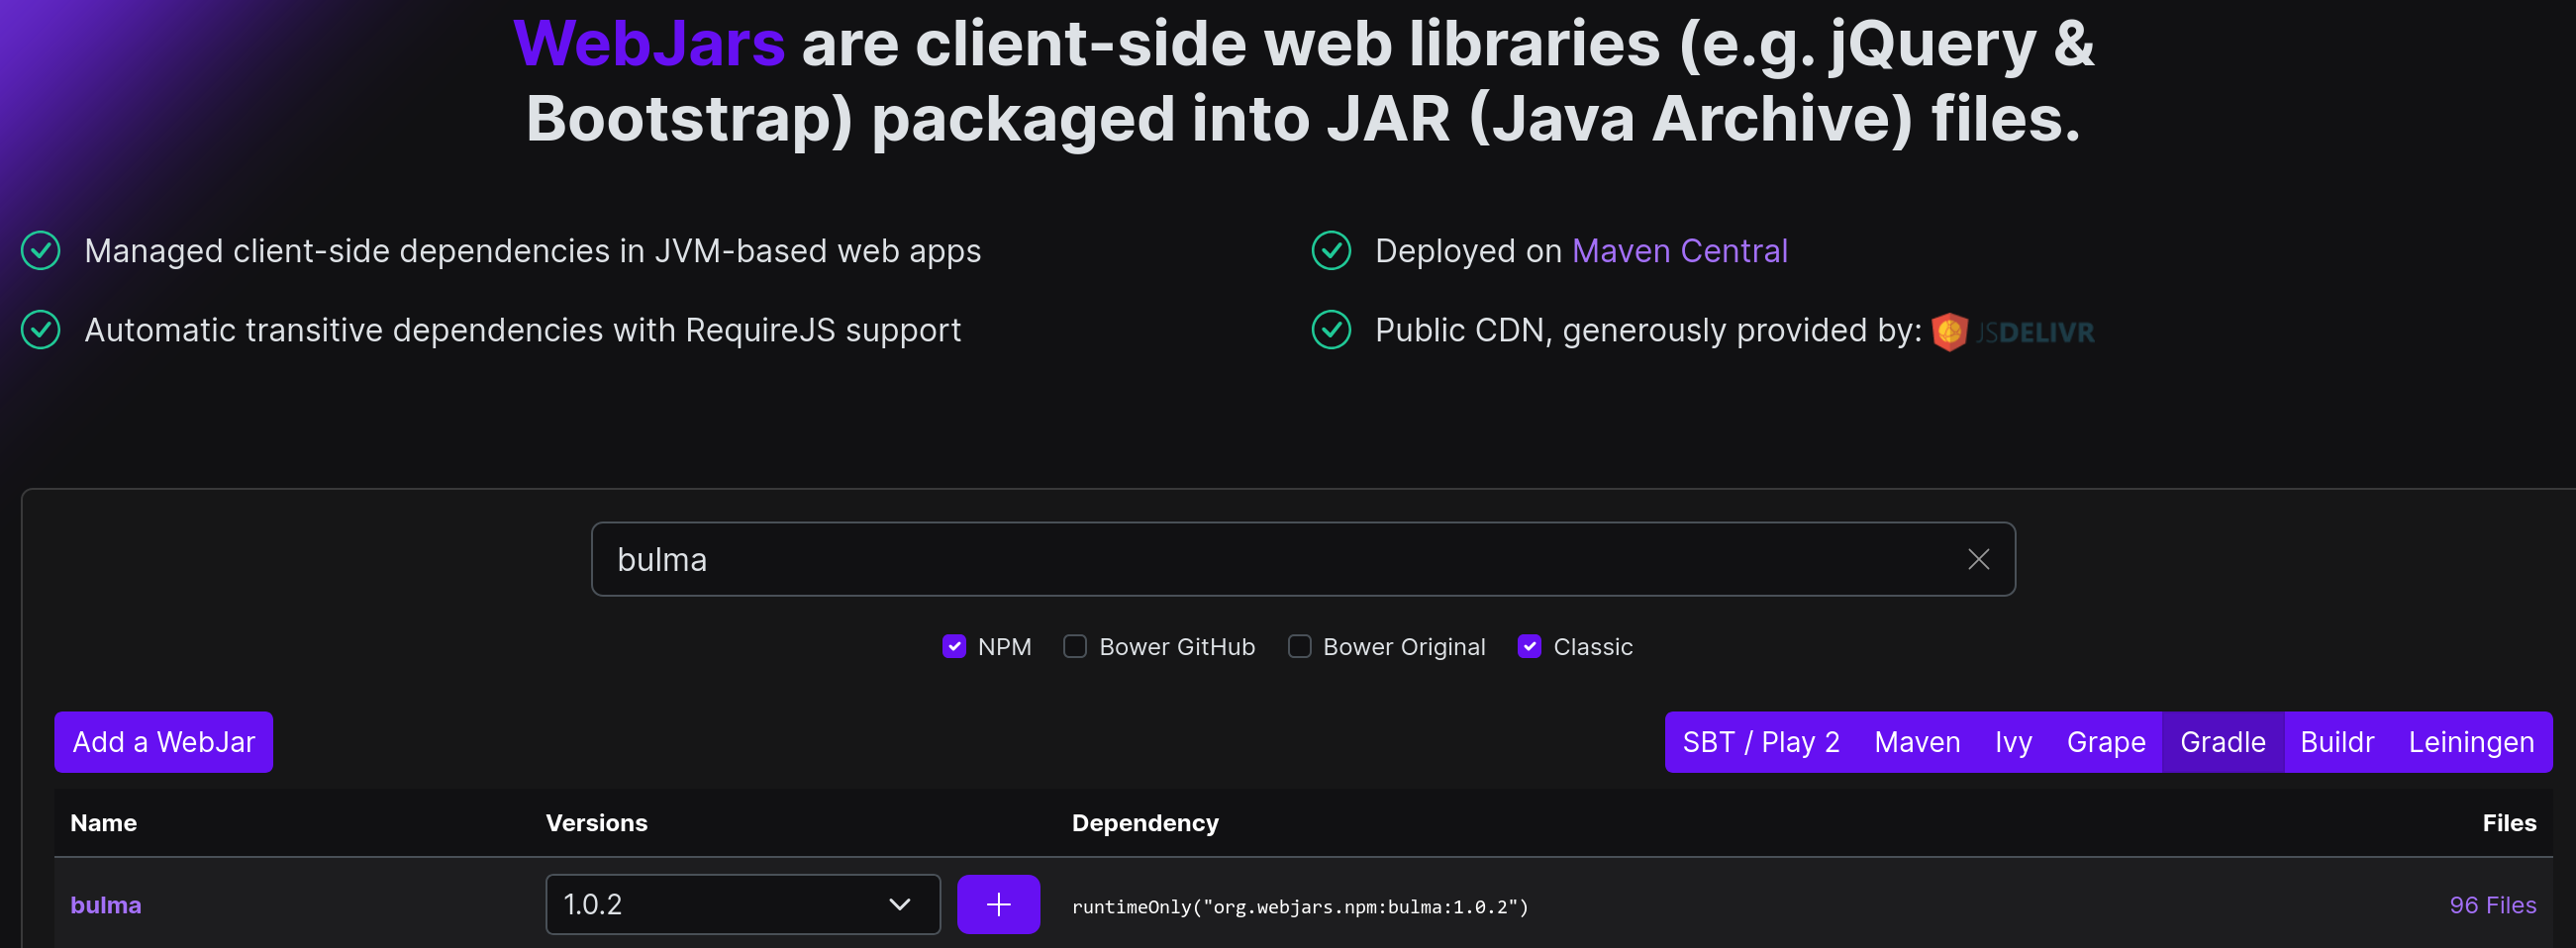 WebJars are client-side web libraries (e.g. jQuery &
Bootstrap) packaged into JAR (Java Archive) files.
Managed client-side dependencies in JVM-based web apps
Deployed on Maven Central
Automatic transitive dependencies with RequireJS support
Public CDN, generously provided by: JSDELIVR
bulma
NPM Bower GitHub Bower Original Classic
Add a WebJar
SBT / Play 2 Maven Ivy Grape Gradle Buildr Leiningen
Name Versions Dependency Files
bulma 1.0.2 runtimeOnly("org.webjars.npm:bulma:1.0.2") 96 Files